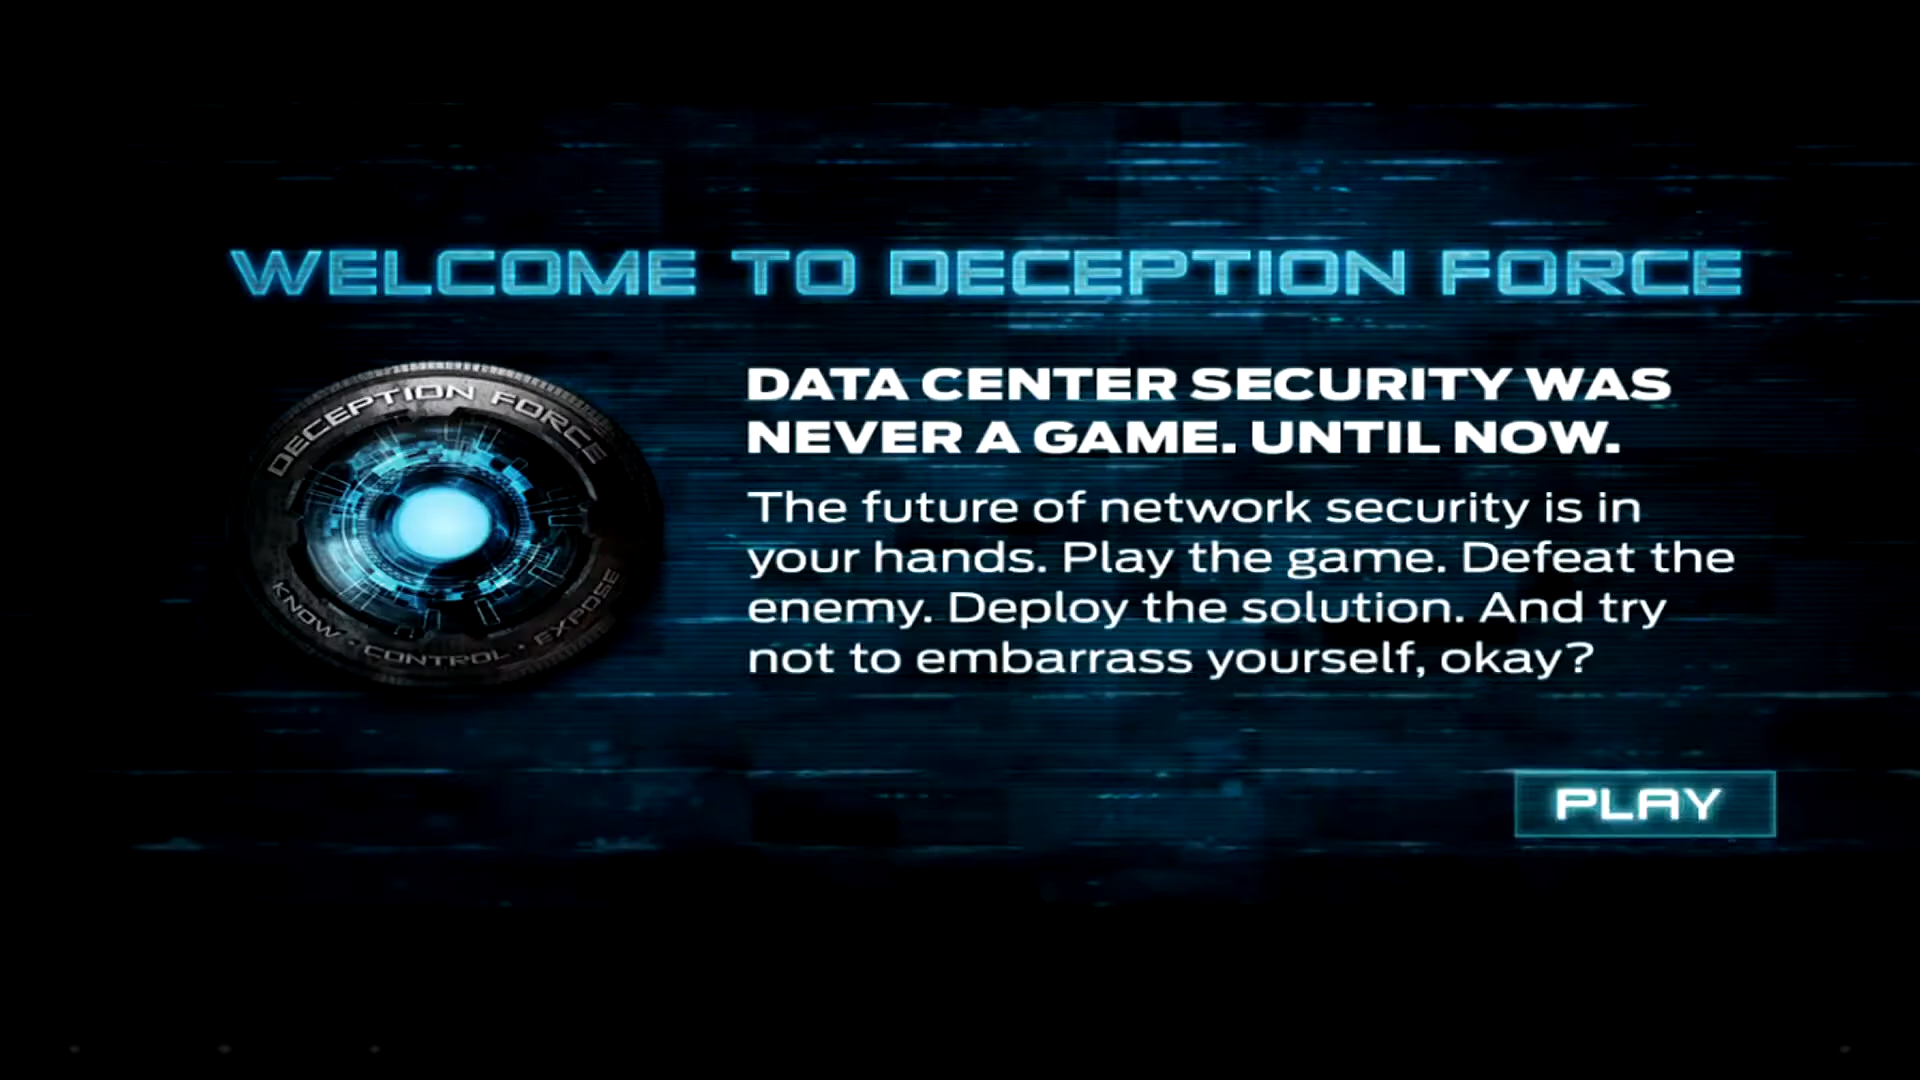 WELCOME TO DECEPTION FORCE
DECEPTION FORCE
KNOW • CONTROL • EXPOSE
DATA CENTER SECURITY WAS
NEVER A GAME. UNTIL NOW.
The future of network security is in
your hands. Play the game. Defeat the
enemy. Deploy the solution. And try
not to embarrass yourself, okay?
PLAY